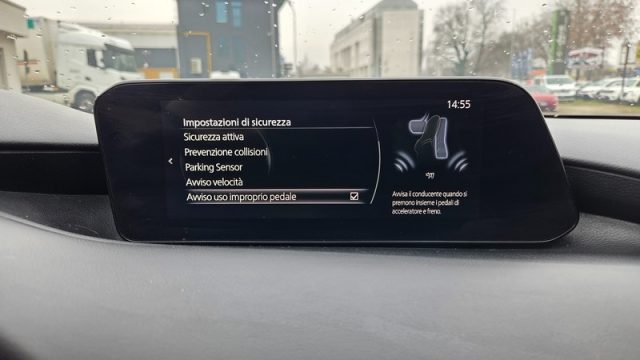 14:55
Impostazioni di sicurezza
Sicurezza attiva
Prevenzione collisioni
Parking Sensor
Avviso velocità
Avviso uso improprio pedale
Avvisa il conducente quando si
premono insieme i pedali di
acceleratore e freno.